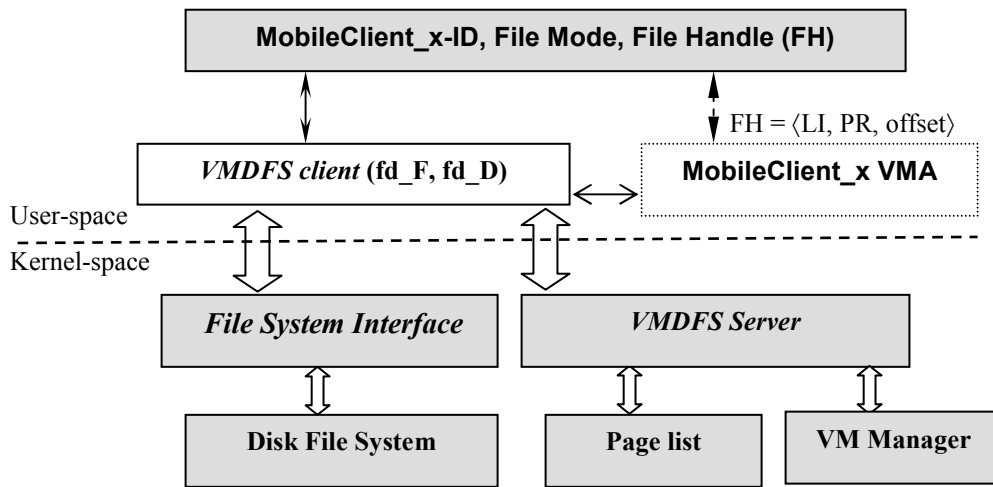 MobileClient_x-ID, File Mode, File Handle (FH)
FH = ⟨LI, PR, offset⟩
VMDFS client (fd_F, fd_D)
MobileClient_x VMA
User-space
Kernel-space
File System Interface
VMDFS Server
Disk File System
Page list
VM Manager